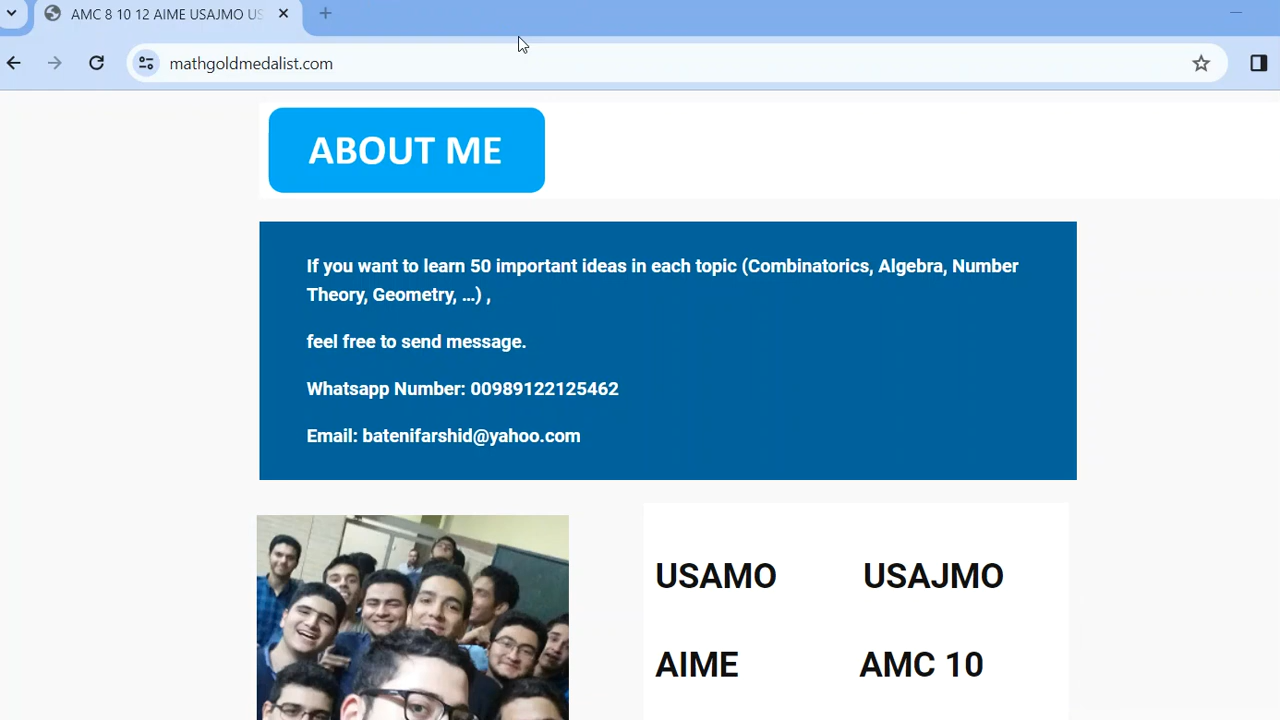 AMC 8 10 12 AIME USAJMO US
mathgoldmedalist.com
ABOUT ME
If you want to learn 50 important ideas in each topic (Combinatorics, Algebra, Number
Theory, Geometry, ...) ,
feel free to send message.
Whatsapp Number: 00989122125462
Email: batenifarshid@yahoo.com
USAMO USAJMO
AIME AMC 10